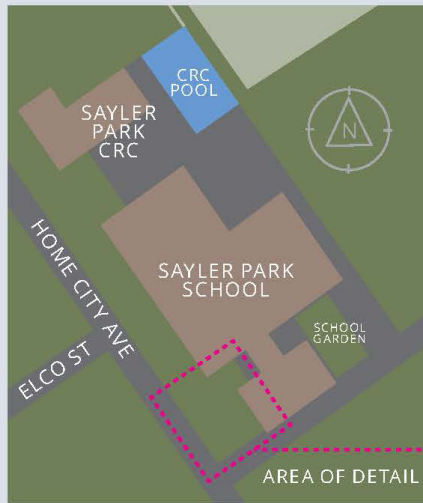 CRC
POOL
SAYLER
PARK
CRC
N
HOME CITY AVE
SAYLER PARK
SCHOOL
SCHOOL
GARDEN
ELCO ST
AREA OF DETAIL